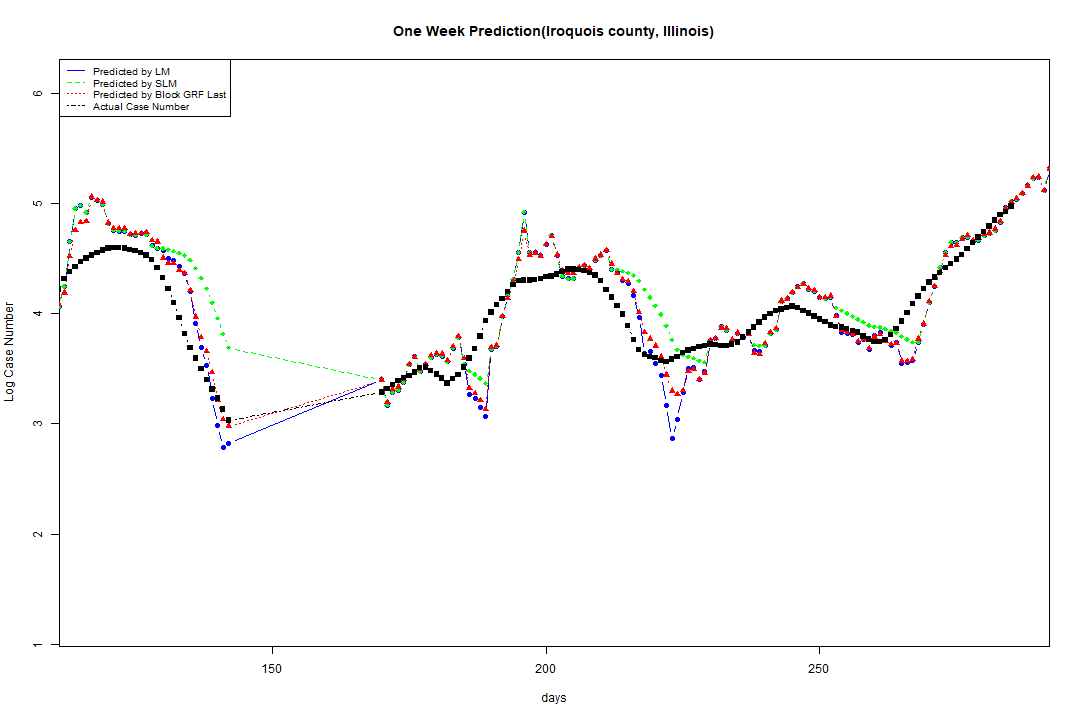 One Week Prediction(Iroquois county, Illinois)
Predicted by LM
Predicted by SLM
Predicted by Block GRF Last
Actual Case Number
6
5
4
3
2
1
Log Case Number
150
200
250
days